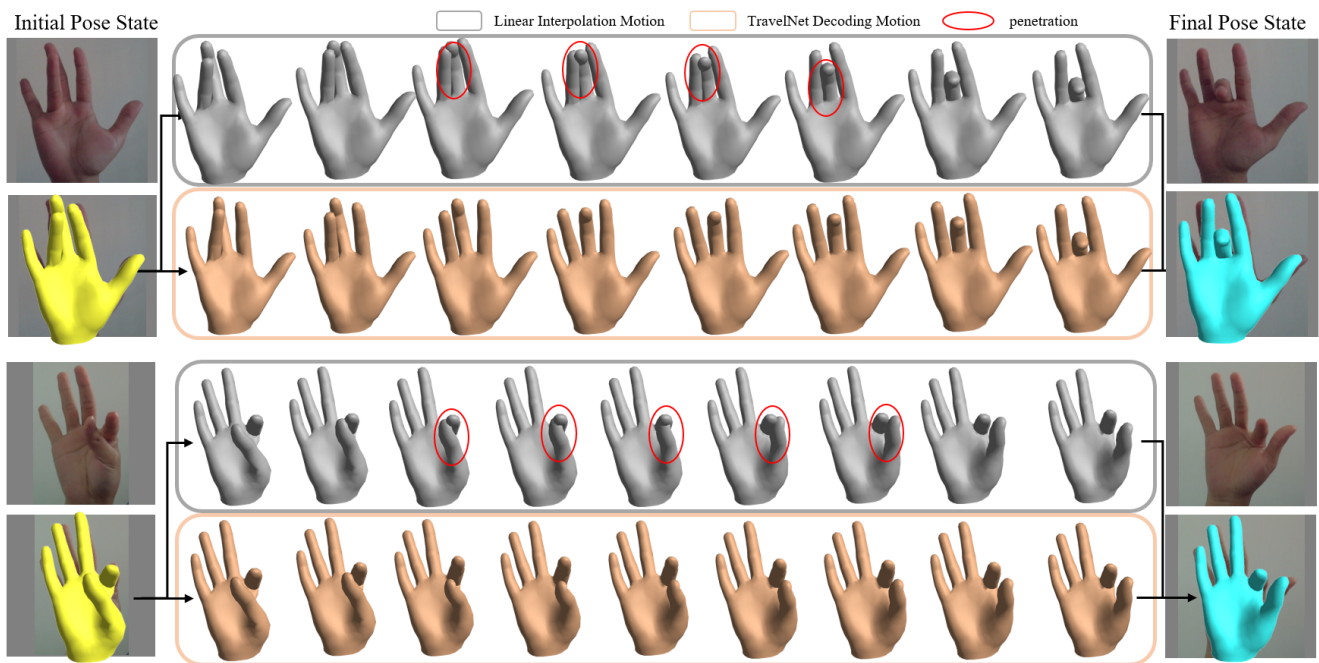 Initial Pose State
Linear Interpolation Motion
TravelNet Decoding Motion
penetration
Final Pose State